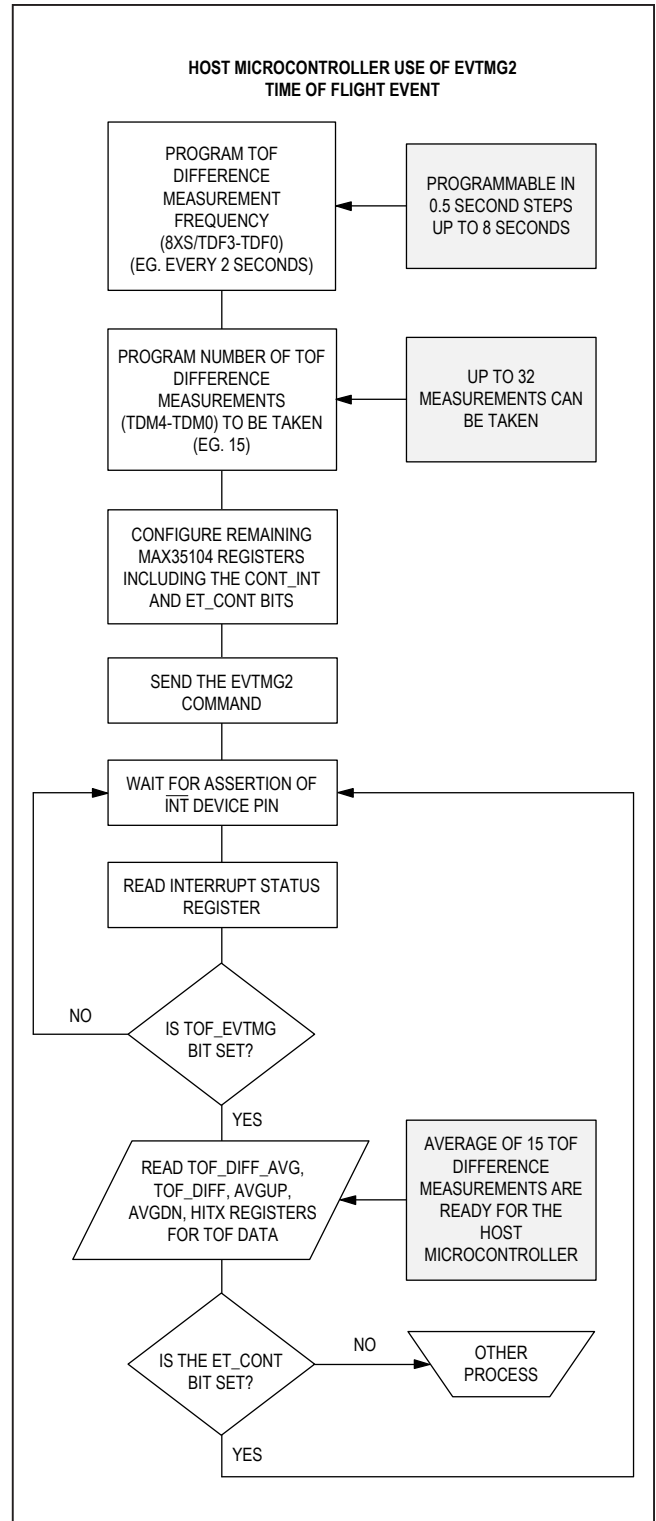 HOST MICROCONTROLLER USE OF EVTMG2
TIME OF FLIGHT EVENT
PROGRAM TOF
DIFFERENCE
MEASUREMENT
FREQUENCY
(8XS/TDF3-TDF0)
(EG. EVERY 2 SECONDS)
PROGRAMMABLE IN
0.5 SECOND STEPS
UP TO 8 SECONDS
PROGRAM NUMBER OF TOF
DIFFERENCE
MEASUREMENTS
(TDM4-TDM0) TO BE TAKEN
(EG. 15)
UP TO 32
MEASUREMENTS CAN
BE TAKEN
CONFIGURE REMAINING
MAX35104 REGISTERS
INCLUDING THE CONT_INT
AND ET_CONT BITS
SEND THE EVTMG2
COMMAND
WAIT FOR ASSERTION OF
INT DEVICE PIN
READ INTERRUPT STATUS
REGISTER
NO
IS TOF_EVTMG
BIT SET?
YES
READ TOF_DIFF_AVG,
TOF_DIFF, AVGUP,
AVGDN, HITX REGISTERS
FOR TOF DATA
AVERAGE OF 15 TOF
DIFFERENCE
MEASUREMENTS ARE
READY FOR THE
HOST
MICROCONTROLLER
IS THE ET_CONT
BIT SET?
NO
OTHER
PROCESS
YES